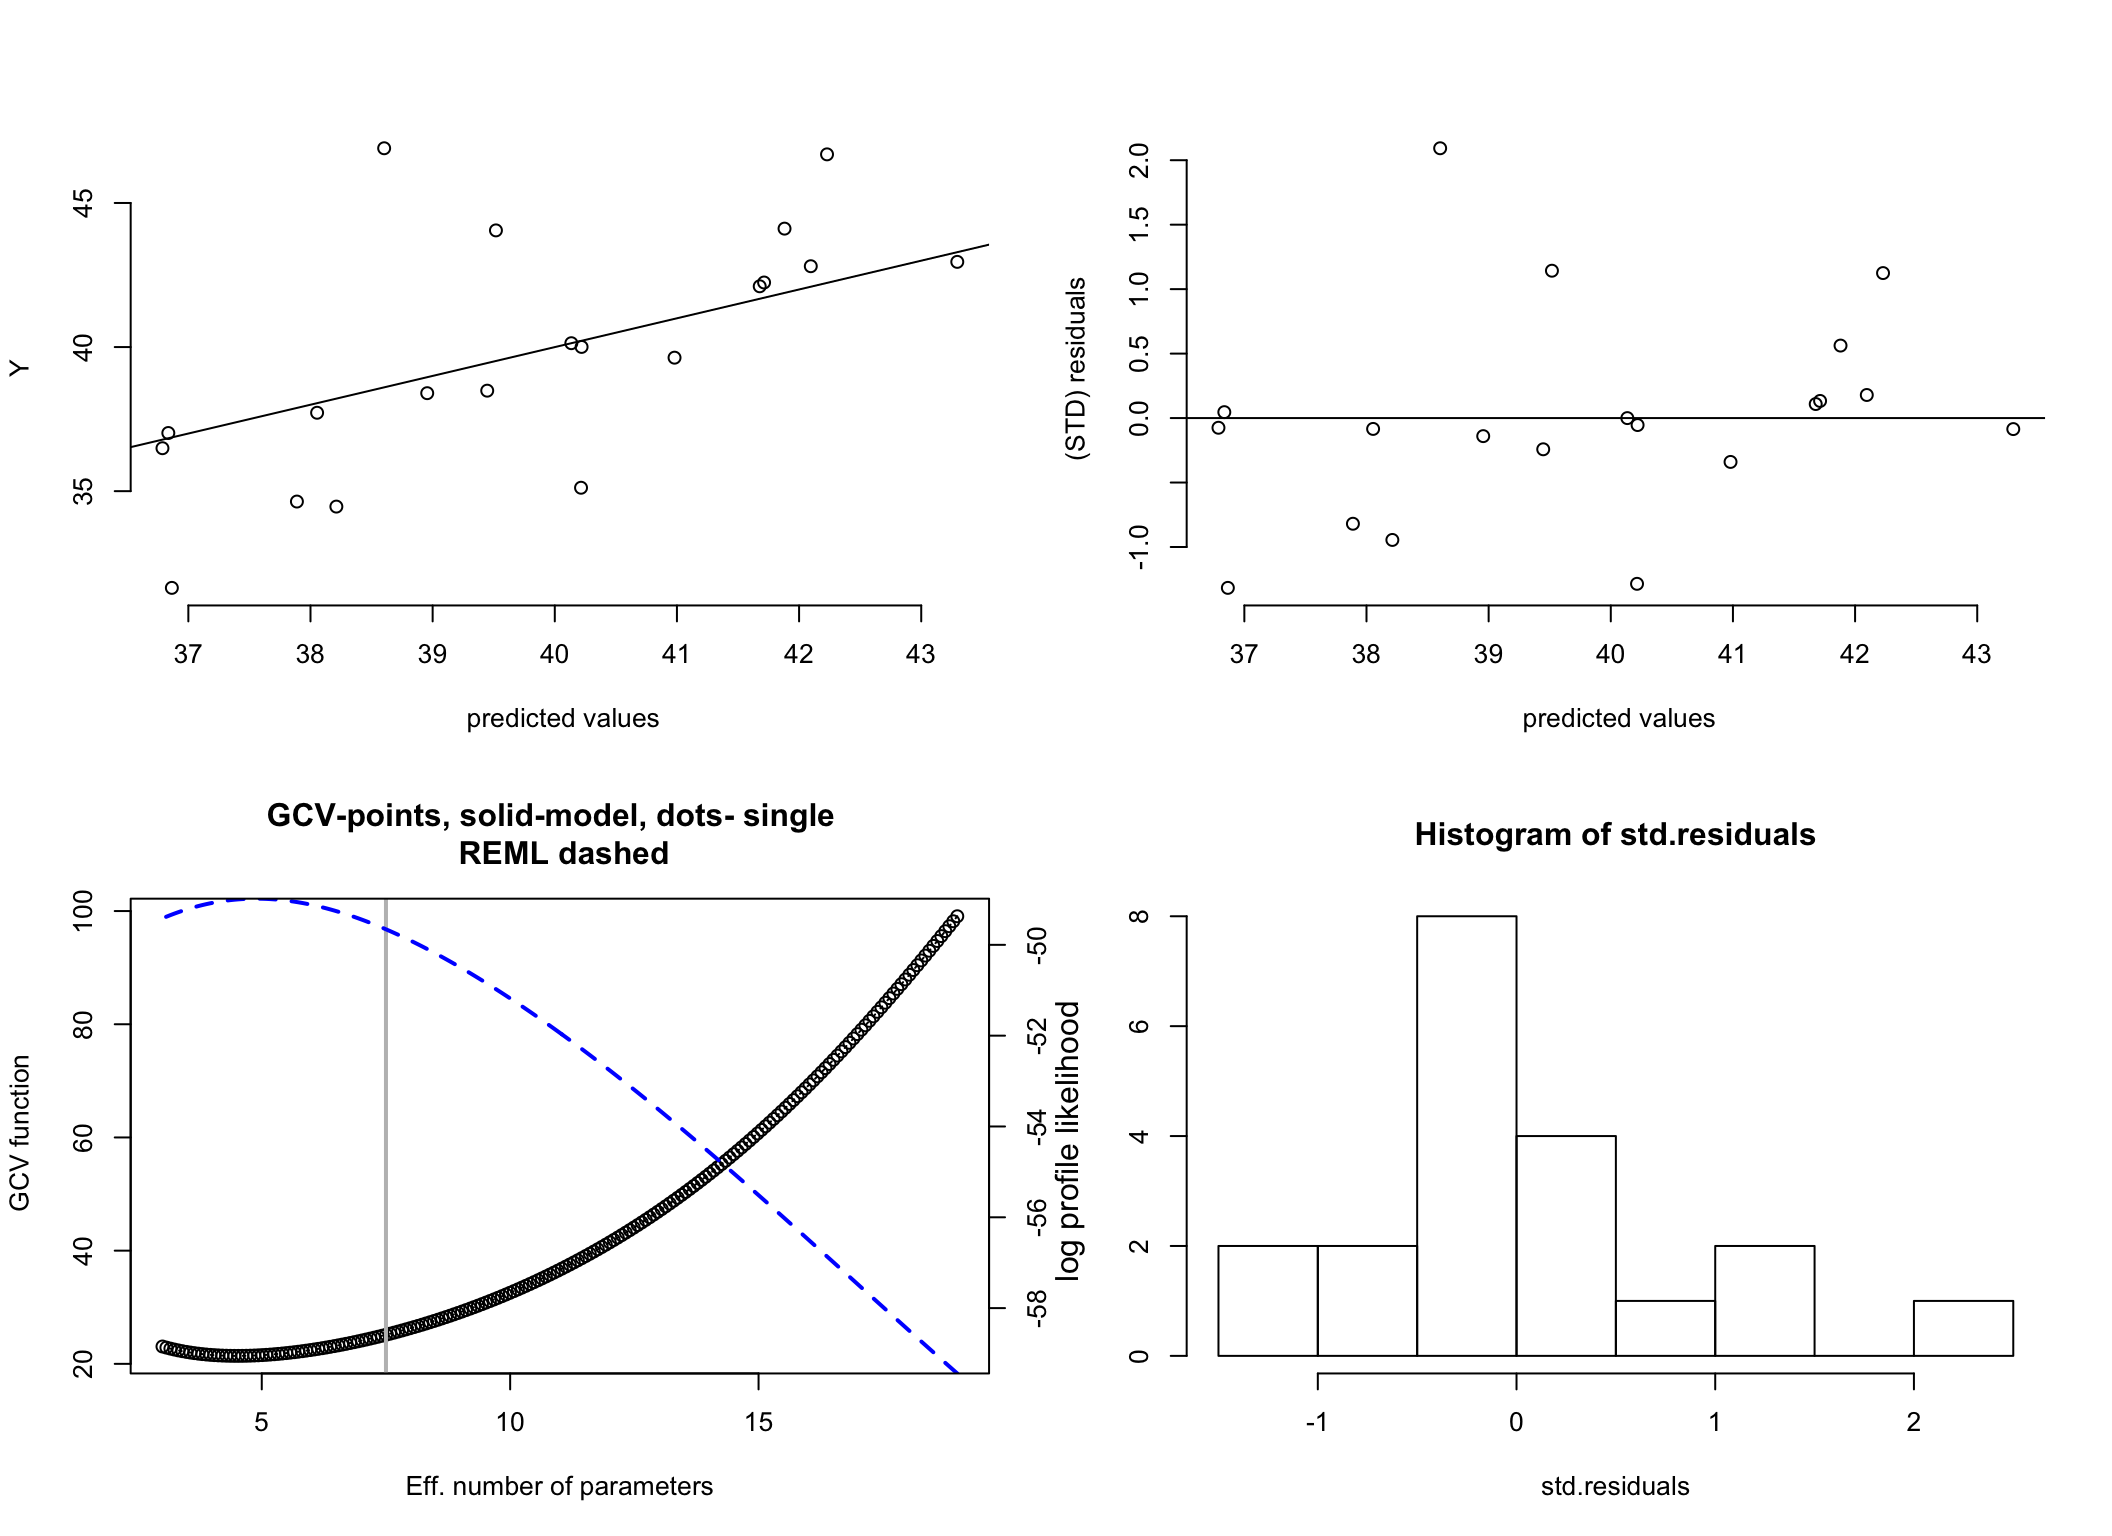 Y
45
40
35
37 38 39 40 41 42 43
predicted values
(STD) residuals
2.0
1.5
1.0
0.5
0.0
-1.0
37 38 39 40 41 42 43
predicted values
GCV-points, solid-model, dots- single
REML dashed
GCV function
100
80
60
40
20
5 10 15
Eff. number of parameters
-50
-52
-54
-56
-58
log profile likelihood
Histogram of std.residuals
8
6
4
2
0
-1 0 1 2
std.residuals